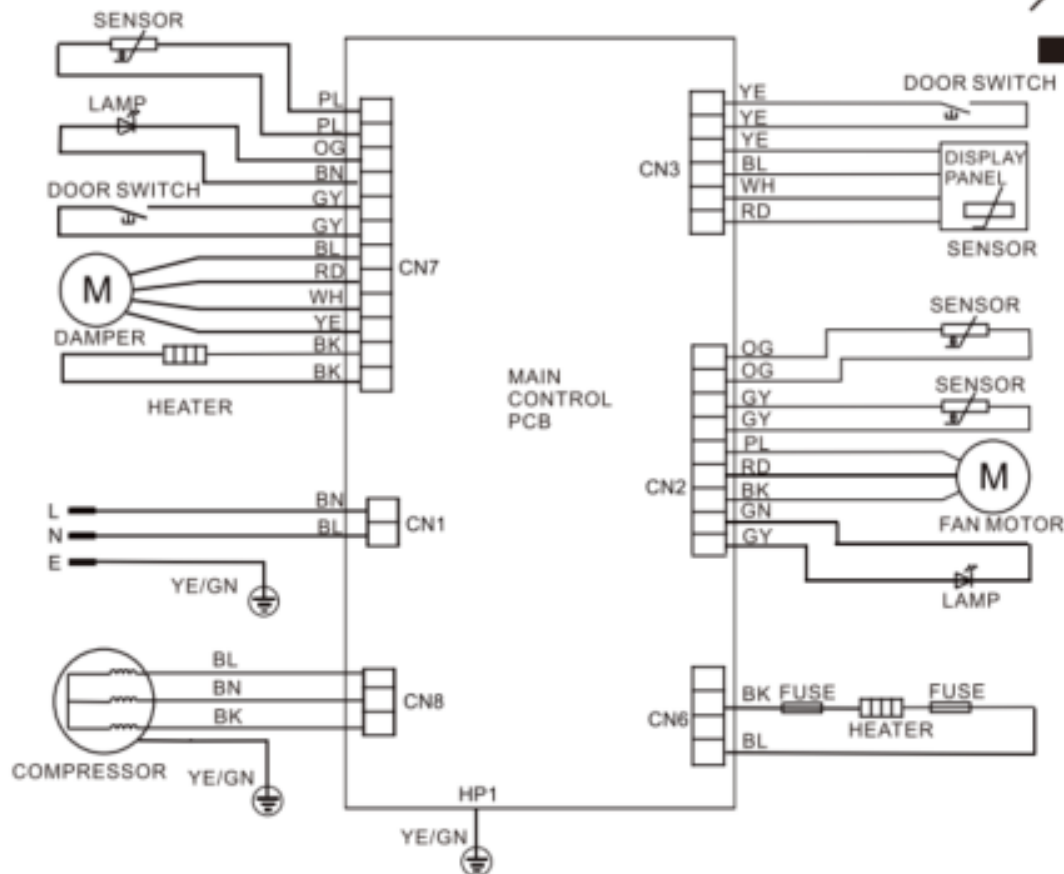 SENSOR
LAMP
DOOR SWITCH
M
DAMPER
HEATER
PL
PL
OG
BN
GY
GY
BL
RD
WH
YE
BK
BK
CN7
L
N
E
BN
BL
CN1
YE/GN
BL
BN
BK
CN8
COMPRESSOR
YE/GN
MAIN
CONTROL
PCB
HP1
YE/GN
CN3
YE
YE
YE
BL
WH
RD
DOOR SWITCH
DISPLAY
PANEL
SENSOR
CN2
OG
OG
GY
GY
PL
RD
BK
GN
GY
SENSOR
SENSOR
M
FAN MOTOR
LAMP
CN6
BK
FUSE
FUSE
HEATER
BL